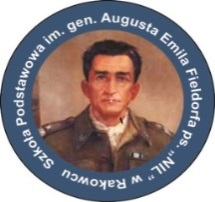 Szkoła Podstawowa im. gen. Augusta Emila Fieldorfa ps. „NIL" w Rakowcu